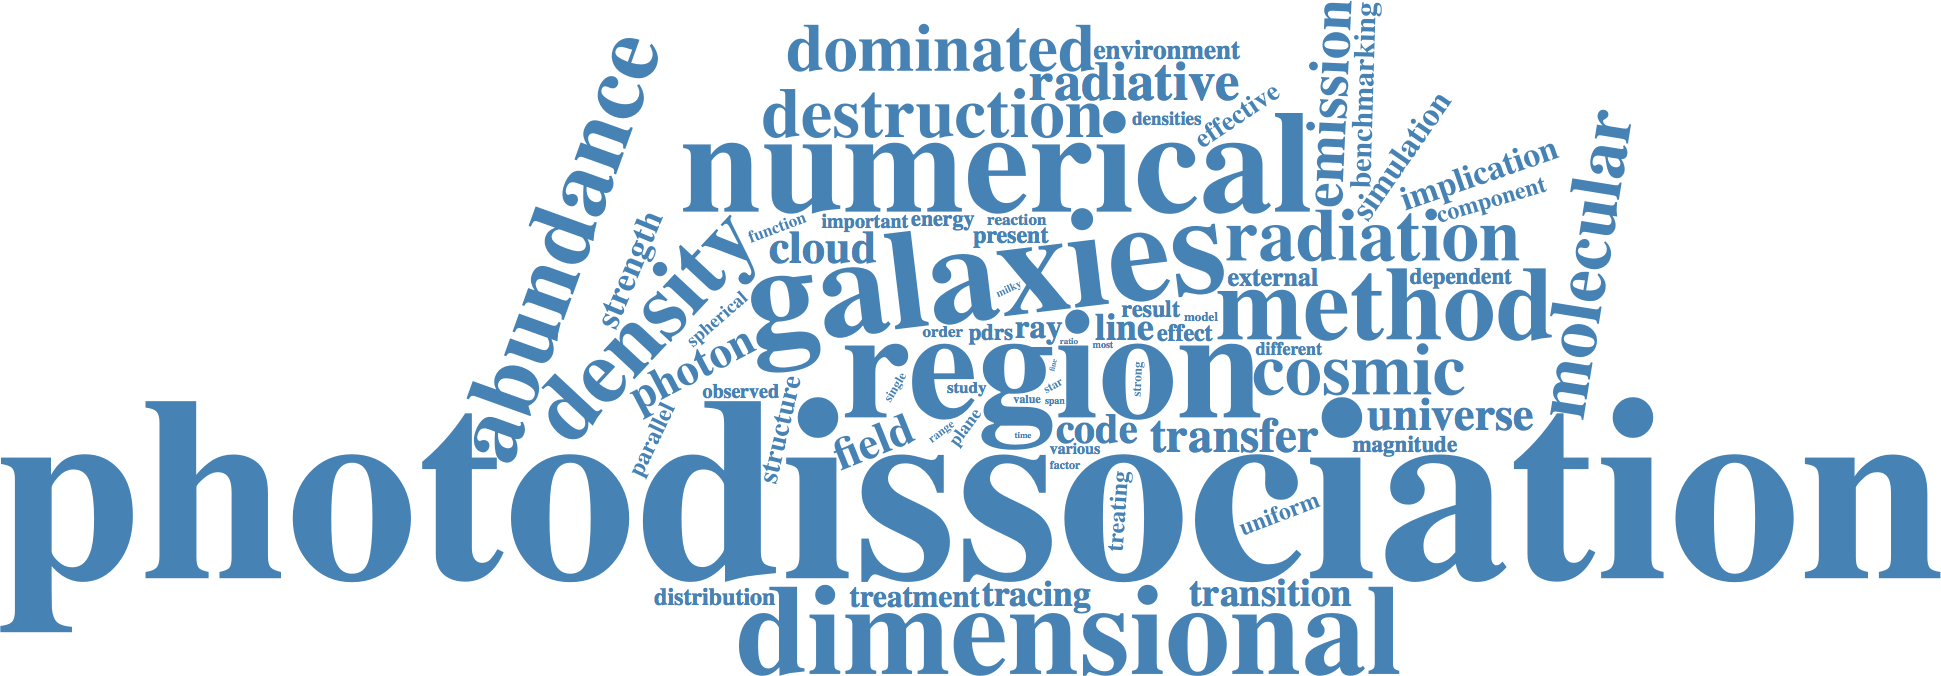 dominated
environment
radiative
destruction
densities
effective
emission
benchmarking
simulation
numerical
abundance
implication
component
molecular
strength
density
function
important
energy
reaction
present
cloud
galaxies
radiation
milky
external
dependent
method
spherical
photon
result
model
order
pdrs
ray
line
effect
ratio
most
different
region
cosmic
observed
structure
single
study
fine
star
strong
value
span
parallel
field
range
plane
time
code
transfer
universe
magnitude
various
factor
photodissociation
treating
uniform
distribution
treatment
tracing
transition
dimensional